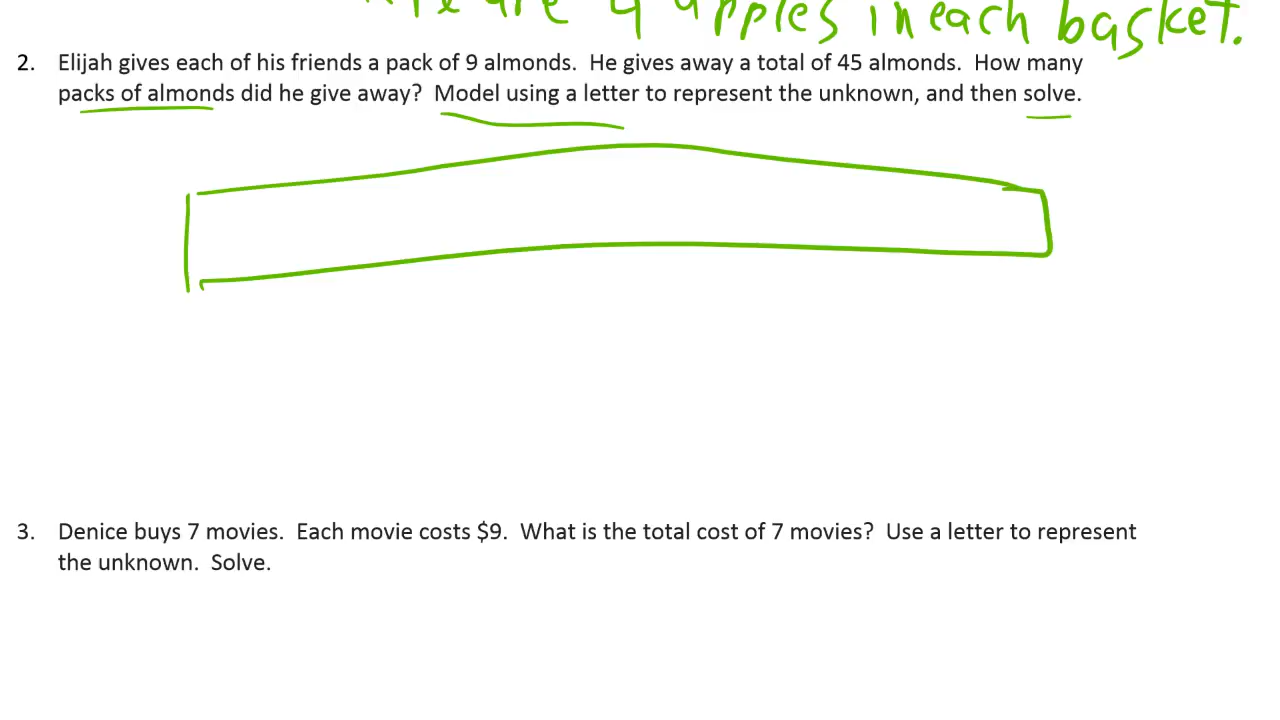 are 4 apples in each basket.
2. Elijah gives each of his friends a pack of 9 almonds. He gives away a total of 45 almonds. How many
packs of almonds did he give away? Model using a letter to represent the unknown, and then solve.
3. Denice buys 7 movies. Each movie costs $9. What is the total cost of 7 movies? Use a letter to represent
the unknown. Solve.